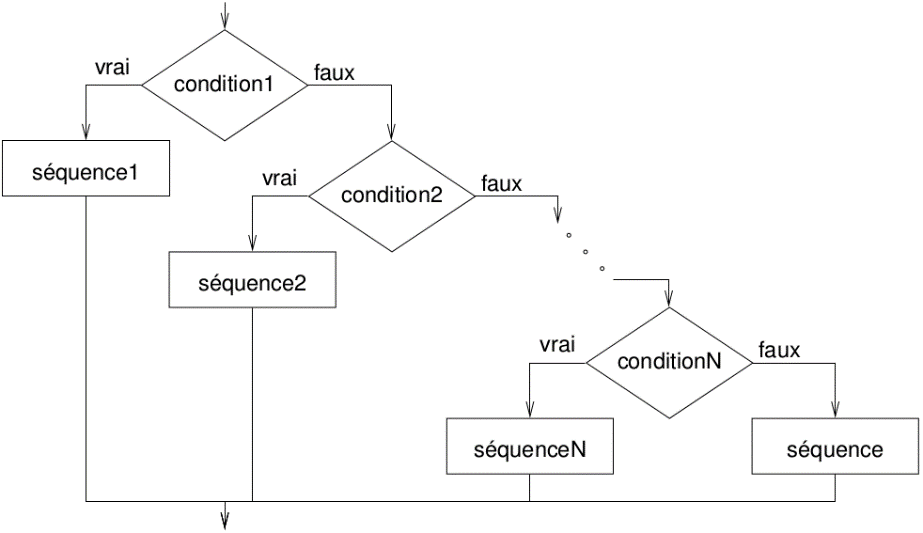 vrai
condition1
faux
séquence1
vrai
condition2
faux
séquence2
vrai
conditionN
faux
séquenceN
séquence